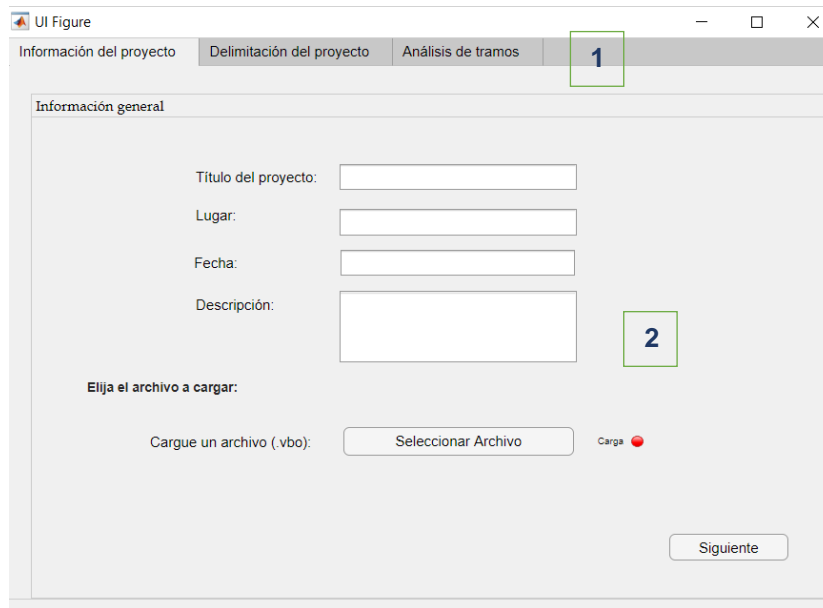 UI Figure
Información del proyecto Delimitación del proyecto Análisis de tramos 1
Información general
Título del proyecto:
Lugar:
Fecha:
Descripción:
2
Elija el archivo a cargar:
Cargue un archivo (.vbo): Seleccionar Archivo Carga
Siguiente